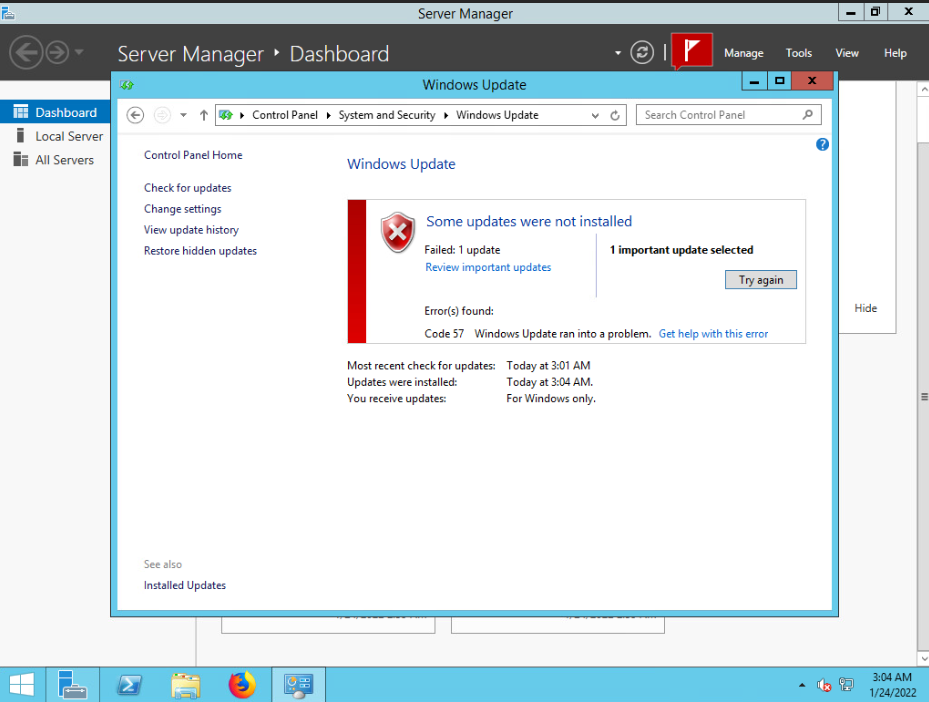 Server Manager
Server Manager Dashboard
Manage Tools View Help
Windows Update
Dashboard
Local Server
All Servers
Control Panel System and Security Windows Update
Search Control Panel
Control Panel Home
Check for updates
Change settings
View update history
Restore hidden updates
Windows Update
Some updates were not installed
Failed: 1 update
Review important updates
1 important update selected
Try again
Error(s) found:
Code 57 Windows Update ran into a problem. Get help with this error
Most recent check for updates: Today at 3:01 AM
Updates were installed: Today at 3:04 AM.
You receive updates: For Windows only.
Hide
See also
Installed Updates
3:04 AM
1/24/2022